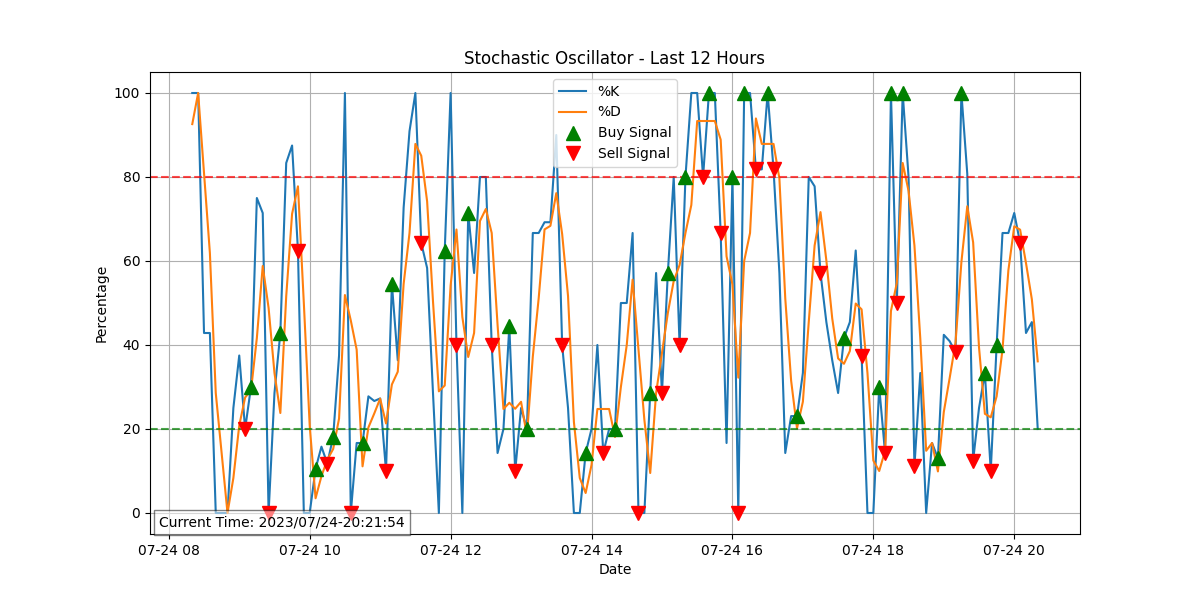 Stochastic Oscillator - Last 12 Hours
%K
%D
Buy Signal
Sell Signal
Percentage
100
80
60
40
20
0
Current Time: 2023/07/24-20:21:54
07-24 08
07-24 10
07-24 12
07-24 14
07-24 16
07-24 18
07-24 20
Date